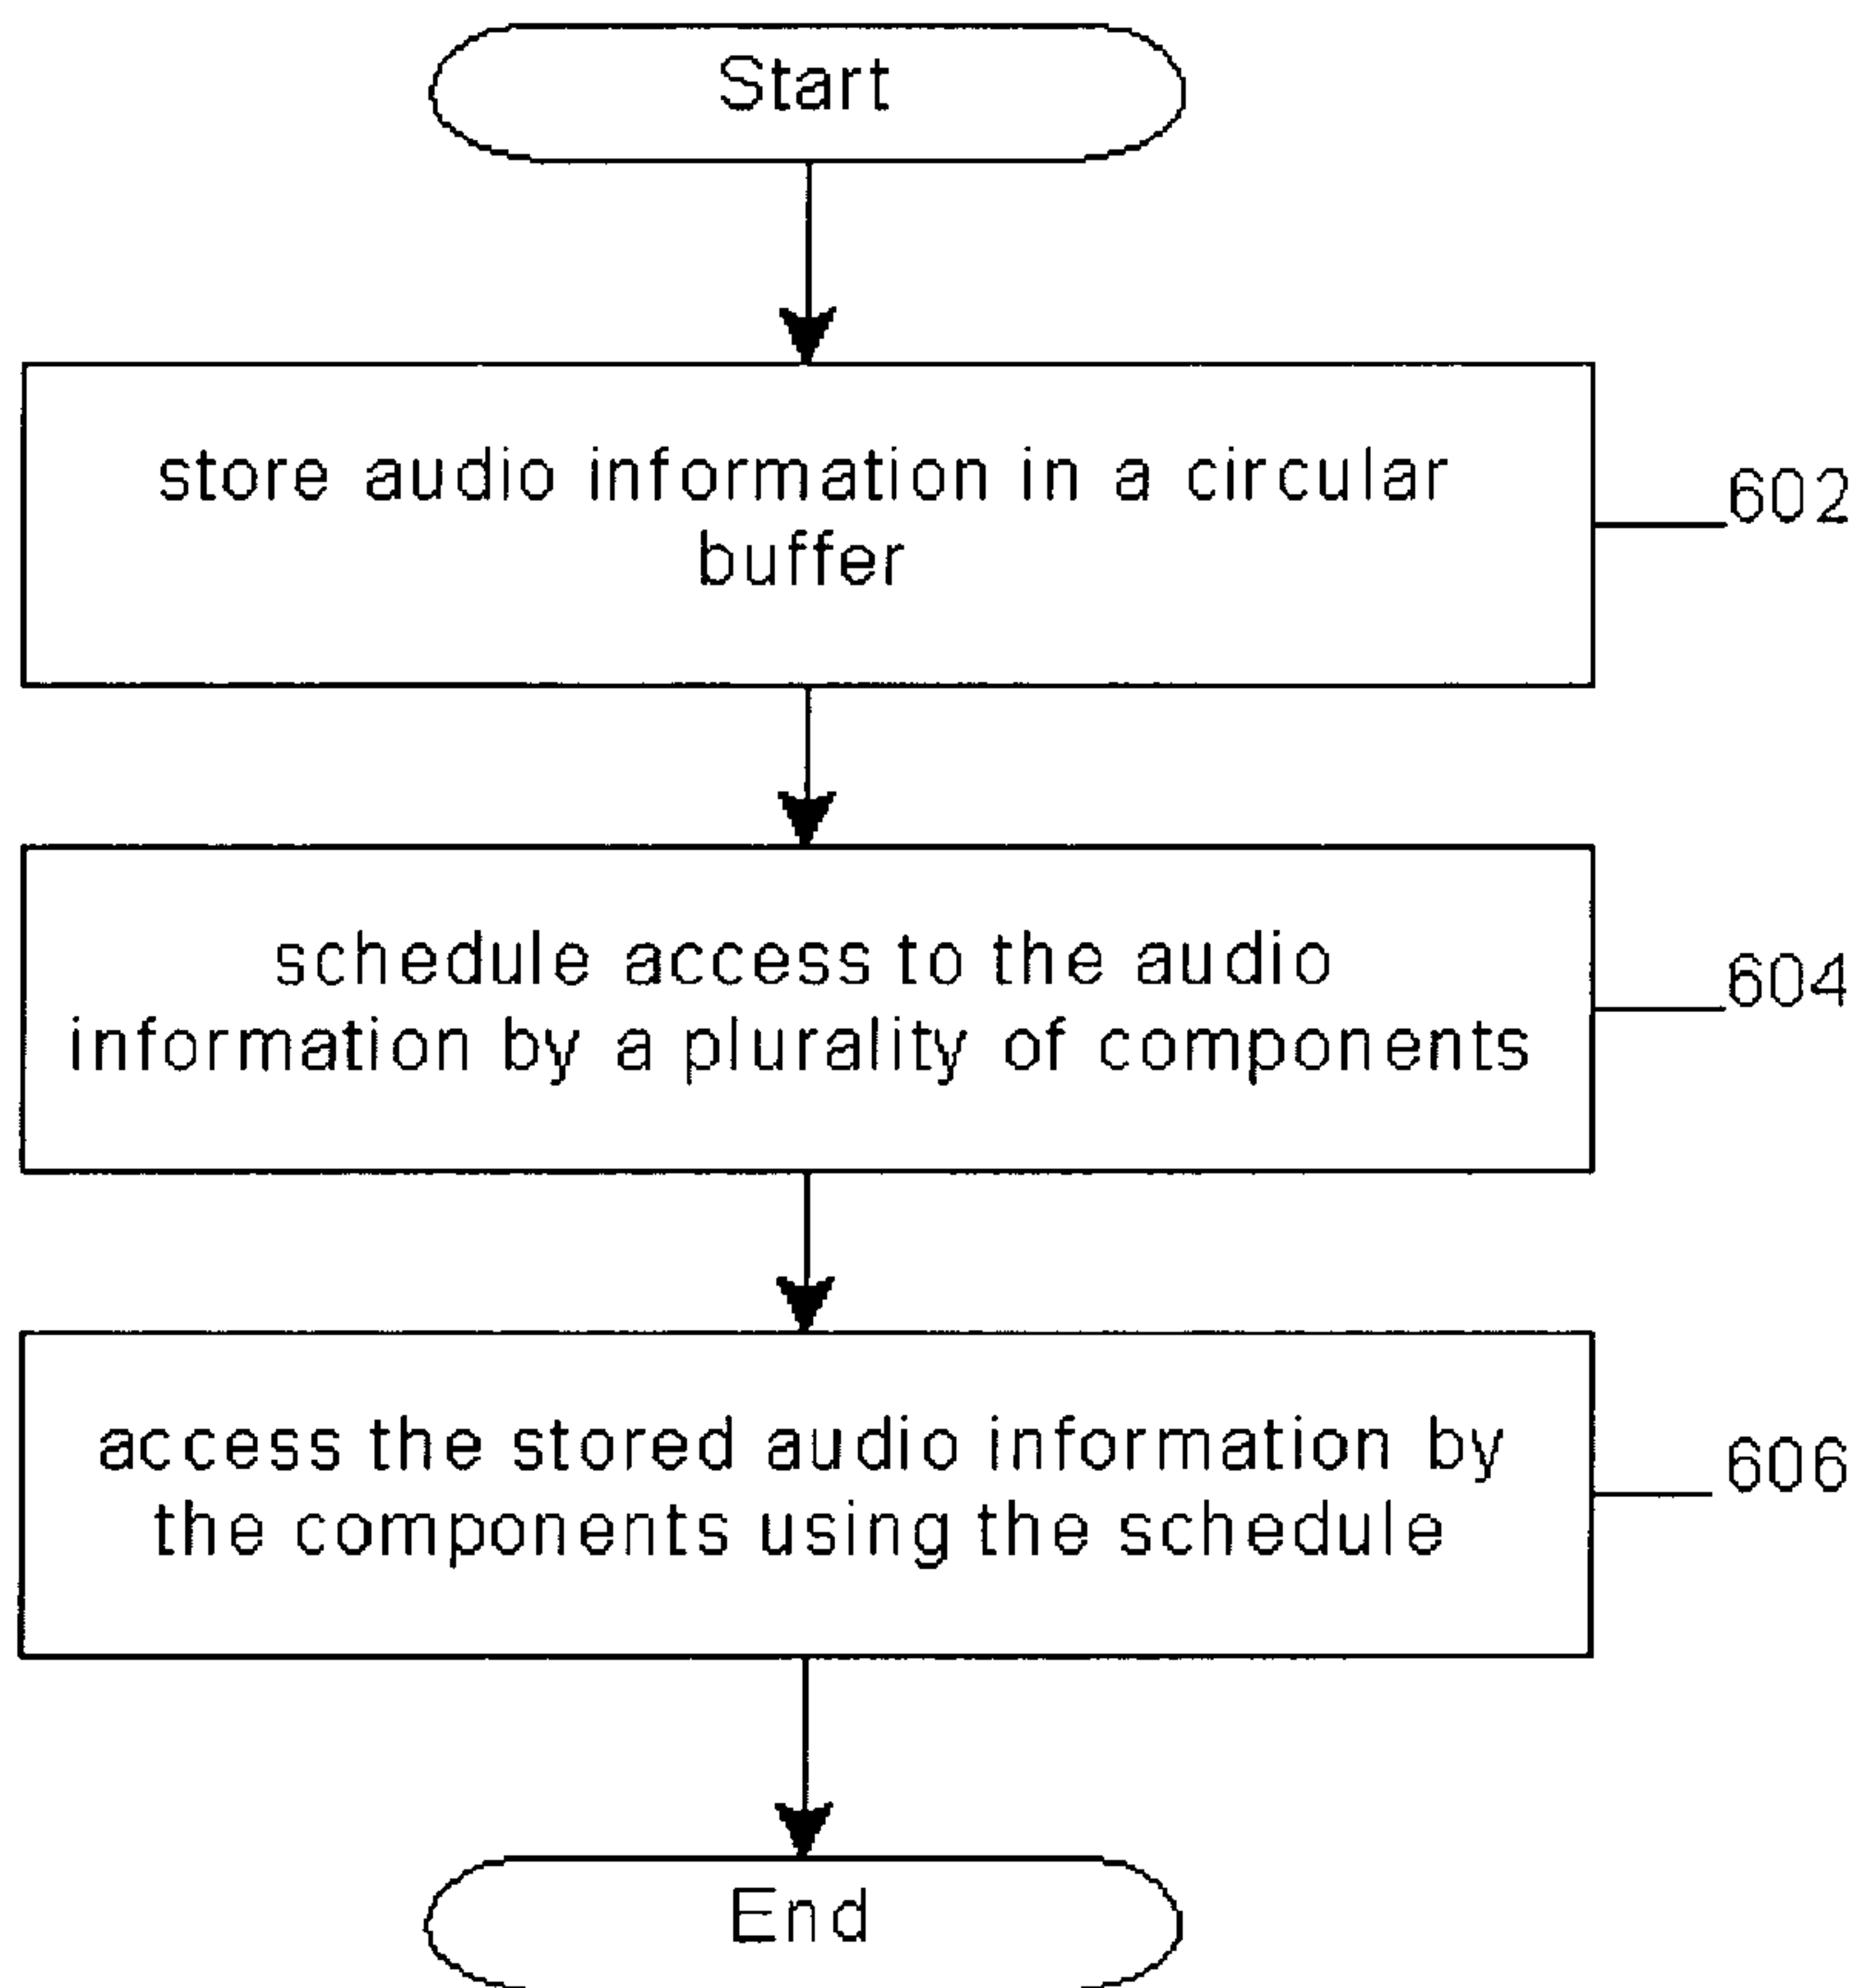 Start
store audio information in a circular
buffer
602
schedule access to the audio
information by a plurality of components
604
access the stored audio information by
the components using the schedule
606
End